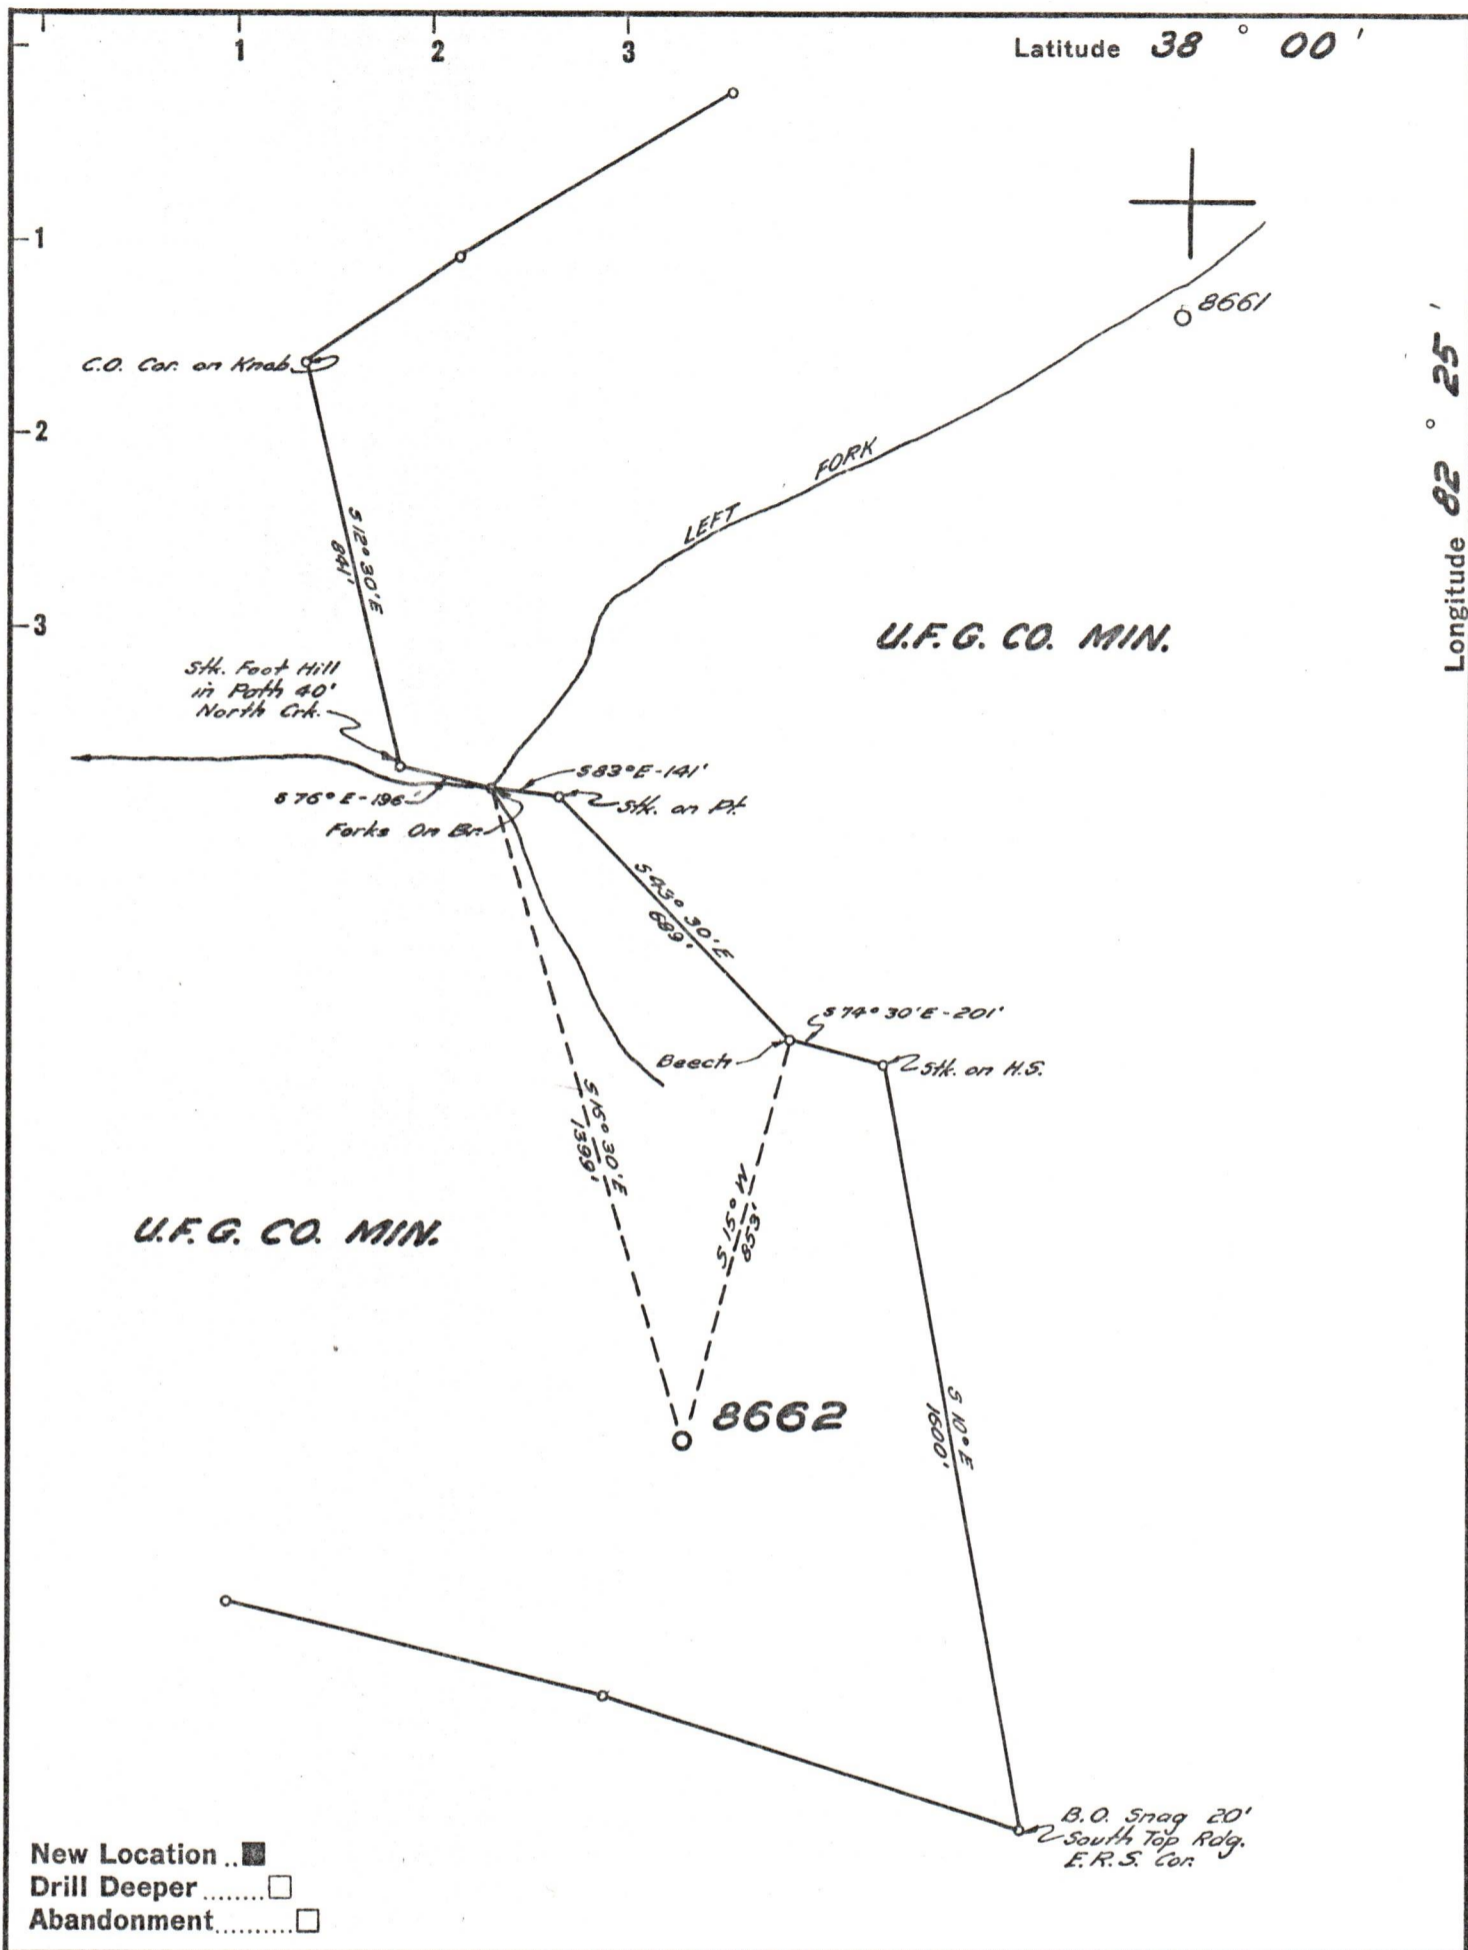 1 2 3
Latitude 38° 00'
1
8661
Longitude 82° 25'
C.O. Cor. on Knob
2
LEFT FORK
S 12° 30' E
841'
3
U.F.G. CO. MIN.
Stk. Foot Hill
in Path 40'
North Crk.
S 83° E - 141'
S 76° E - 196'
Stk. on Pt.
Forks On Br.
S 43° 30' E
689'
S 74° 30' E - 201'
Beech
Stk. on H.S.
S 16° 30' E
1399'
S 15° W
853'
U.F.G. CO. MIN.
8662
S 10° E
1600'
B.O. Snag 20'
South Top Rdg.
E.R.S. Cor.
New Location ..
Drill Deeper ........
Abandonment..........